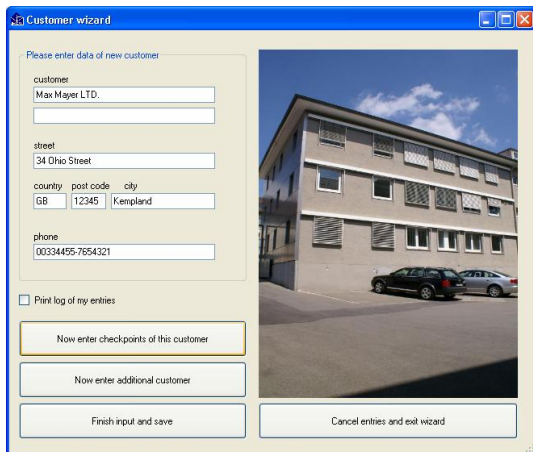 Customer wizard
Please enter data of new customer
customer
Max Mayer LTD.
street
34 Ohio Street
country post code city
GB 12345 Kempland
phone
00334455-7654321
Print log of my entries
Now enter checkpoints of this customer
Now enter additional customer
Finish input and save
Cancel entries and exit wizard